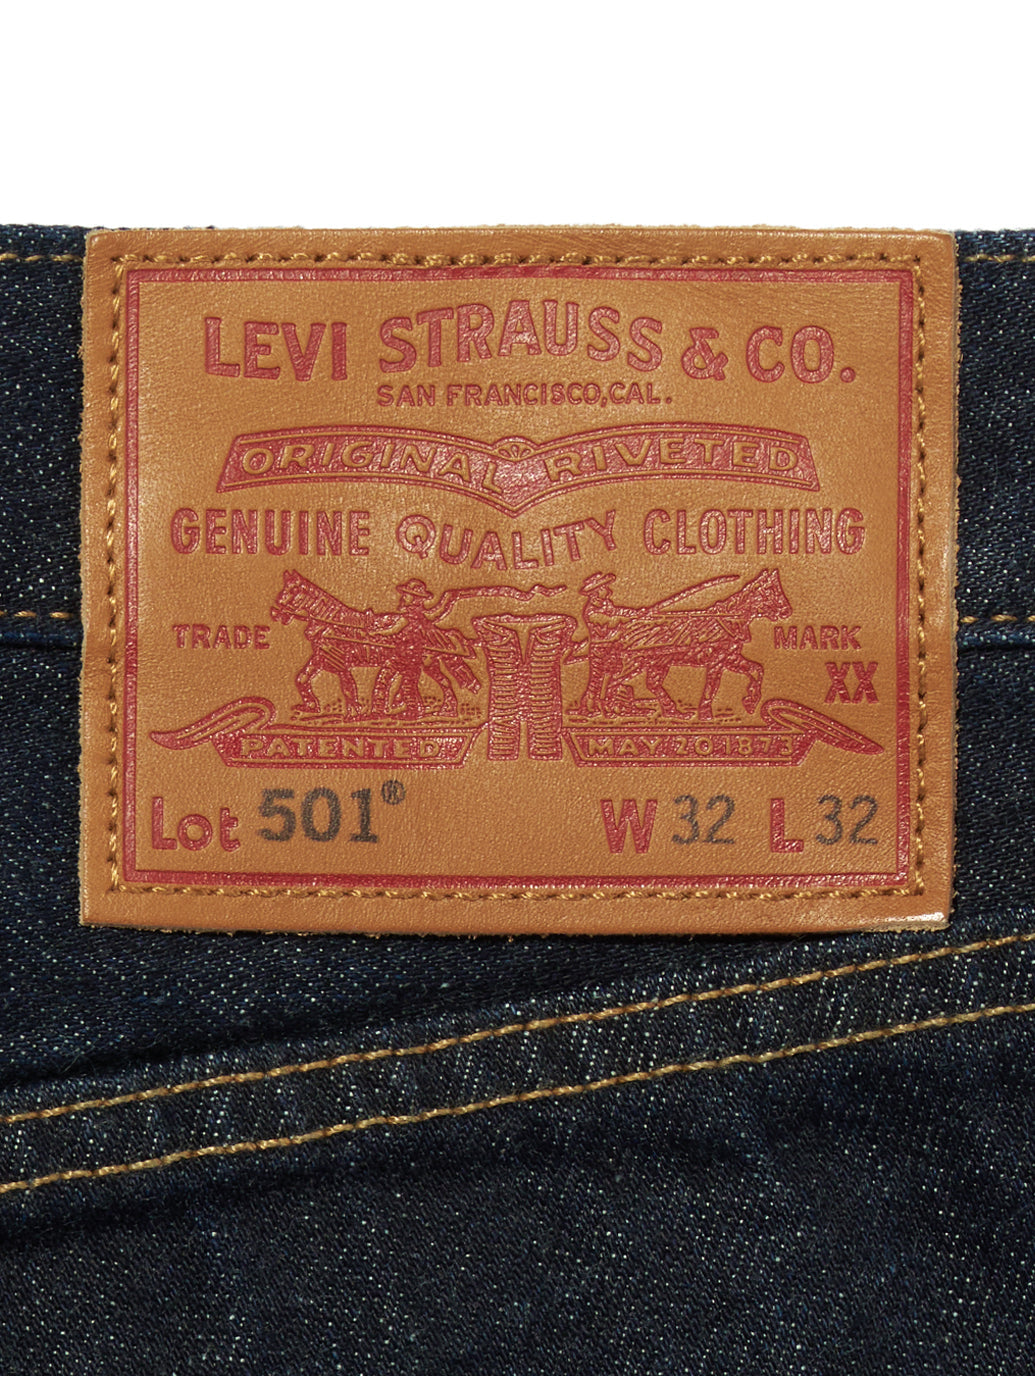 LEVI STRAUSS & CO.
SAN FRANCISCO, CAL.
ORIGINAL RIVETED
GENUINE QUALITY CLOTHING
TRADE MARK
XX
PATENTED MAY 20 1873
Lot 501® W 32 L 32